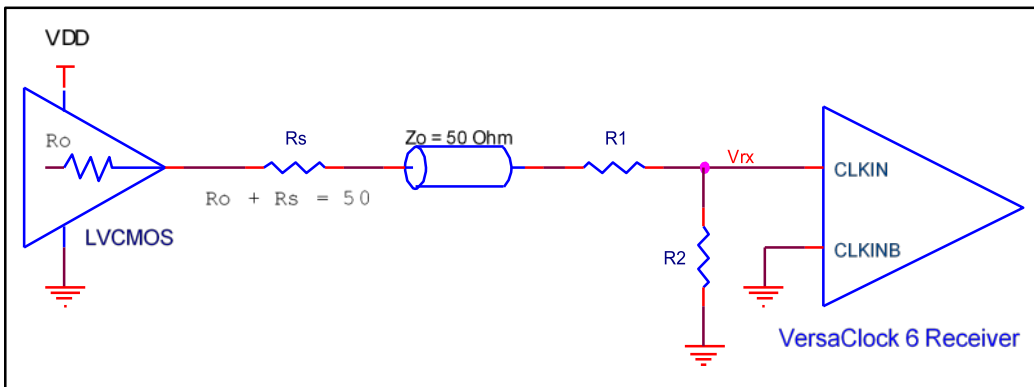 VDD
Ro
Rs
Zo = 50 Ohm
R1
Vrx
CLKIN
Ro + Rs = 50
LVCMOS
R2
CLKINB
VersaClock 6 Receiver